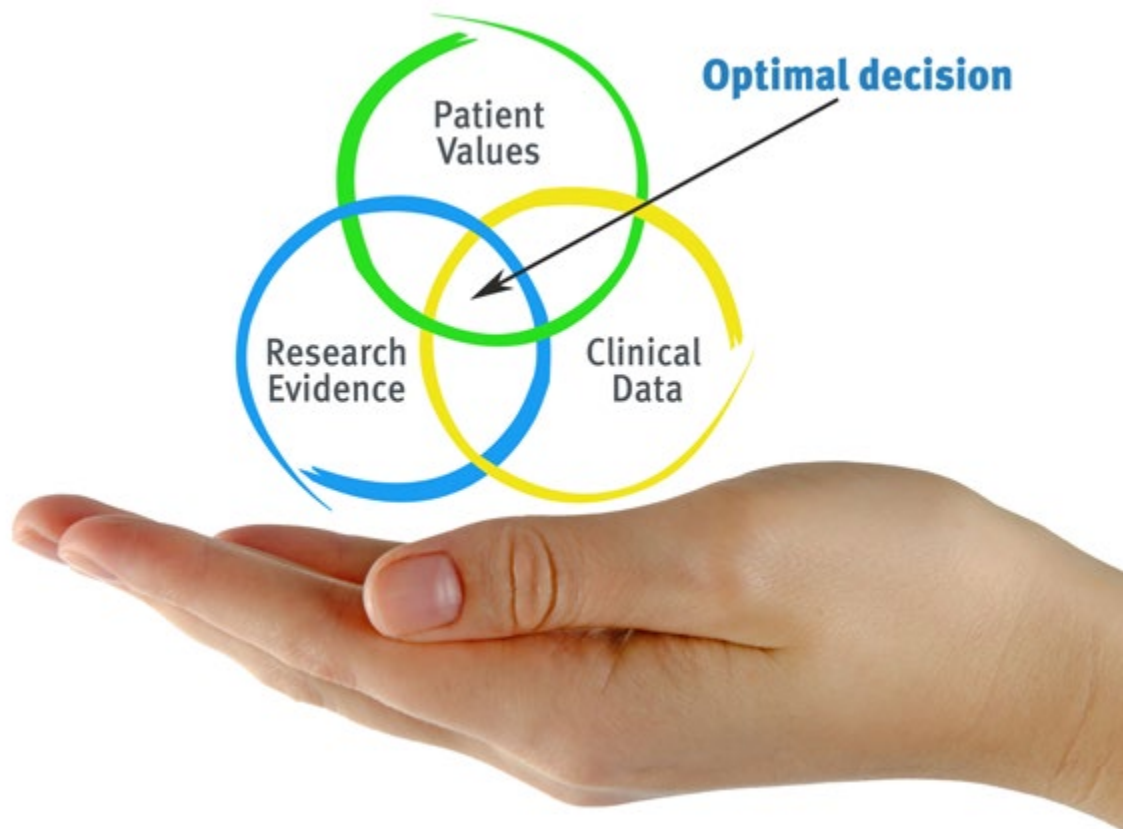 Optimal decision
Patient
Values
Research
Evidence
Clinical
Data